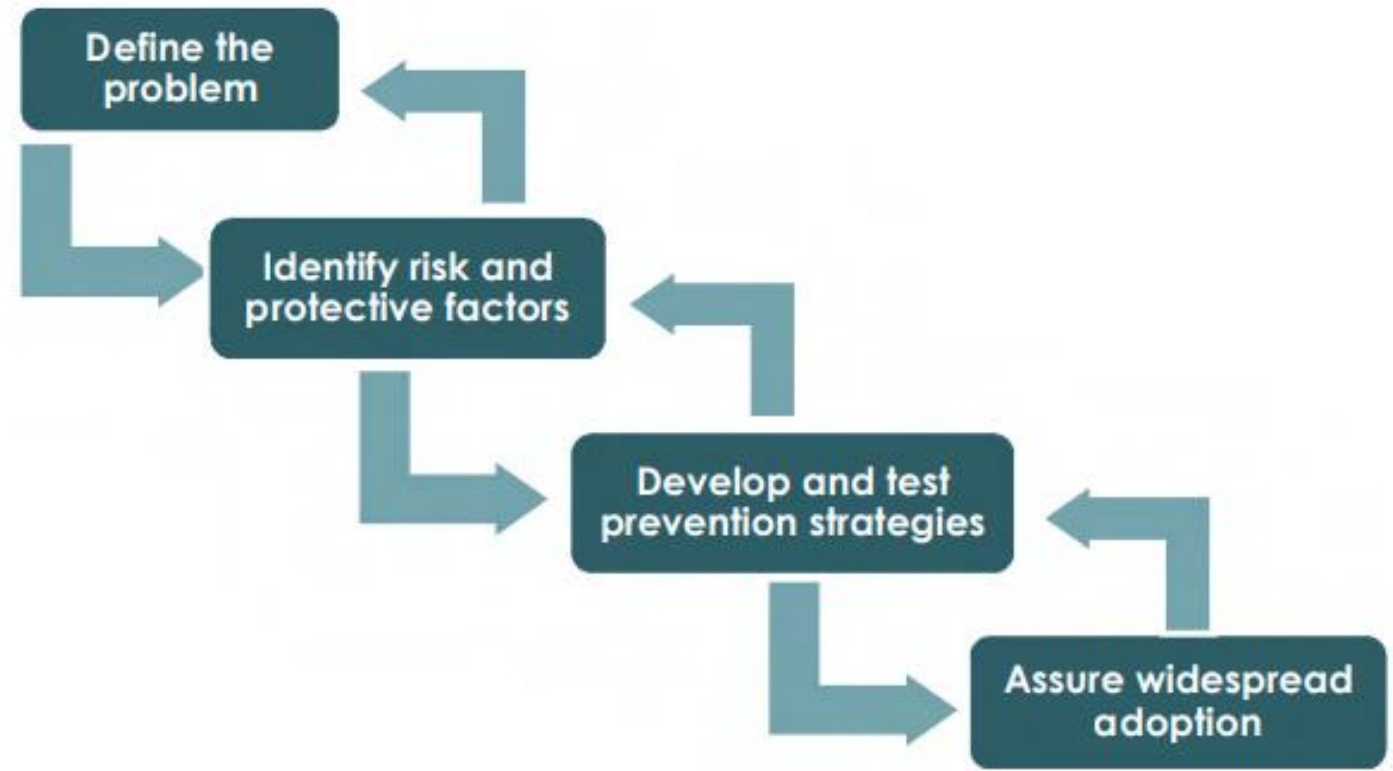 Define the
problem
Identify risk and
protective factors
Develop and test
prevention strategies
Assure widespread
adoption